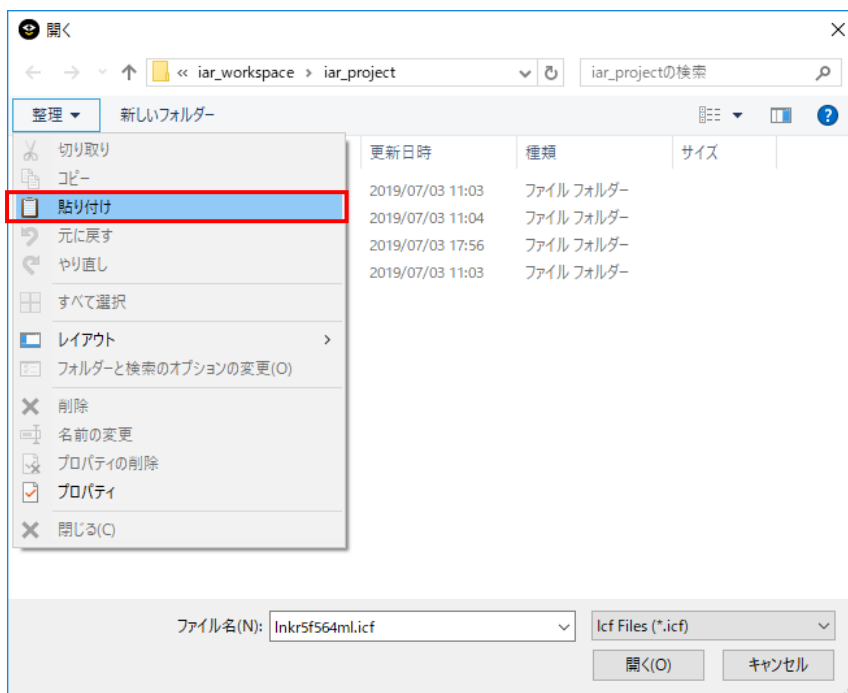 開く
« iar_workspace › iar_project
iar_projectの検索
整理
新しいフォルダー
切り取り
コピー
貼り付け
元に戻す
やり直し
すべて選択
レイアウト
フォルダーと検索のオプションの変更(O)
削除
名前の変更
プロパティの削除
プロパティ
閉じる(C)
更新日時 種類 サイズ
2019/07/03 11:03 ファイル フォルダー
2019/07/03 11:04 ファイル フォルダー
2019/07/03 17:56 ファイル フォルダー
2019/07/03 11:03 ファイル フォルダー
ファイル名(N): lnkr5f564ml.icf
Icf Files (*.icf)
開く(O) キャンセル